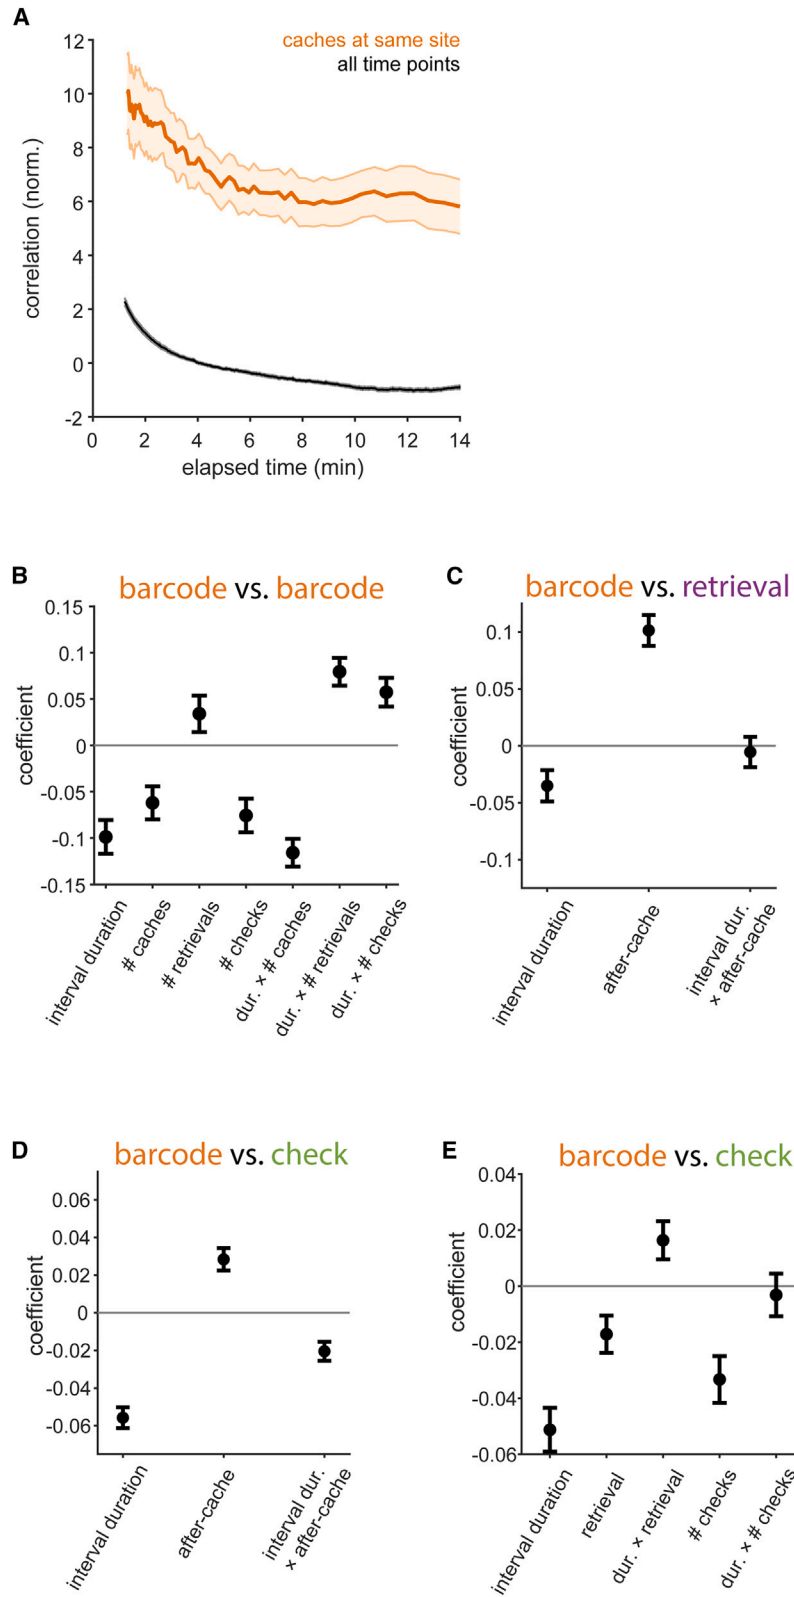 A
caches at same site
all time points
12
10
8
6
4
2
0
-2
correlation (norm.)
0 2 4 6 8 10 12 14
elapsed time (min)
B
barcode vs. barcode
0.15
0.1
0.05
0
-0.05
-0.1
-0.15
coefficient
interval duration
# caches
# retrievals
# checks
dur. × # caches
dur. × # retrievals
dur. × # checks
C
barcode vs. retrieval
0.1
0.05
0
-0.05
-0.1
coefficient
interval duration
after-cache
interval dur.
× after-cache
D
barcode vs. check
0.06
0.04
0.02
0
-0.02
-0.04
-0.06
coefficient
interval duration
after-cache
interval dur.
× after-cache
E
barcode vs. check
0.04
0.02
0
-0.02
-0.04
-0.06
coefficient
interval duration
retrieval
dur. × retrieval
# checks
dur. × # checks